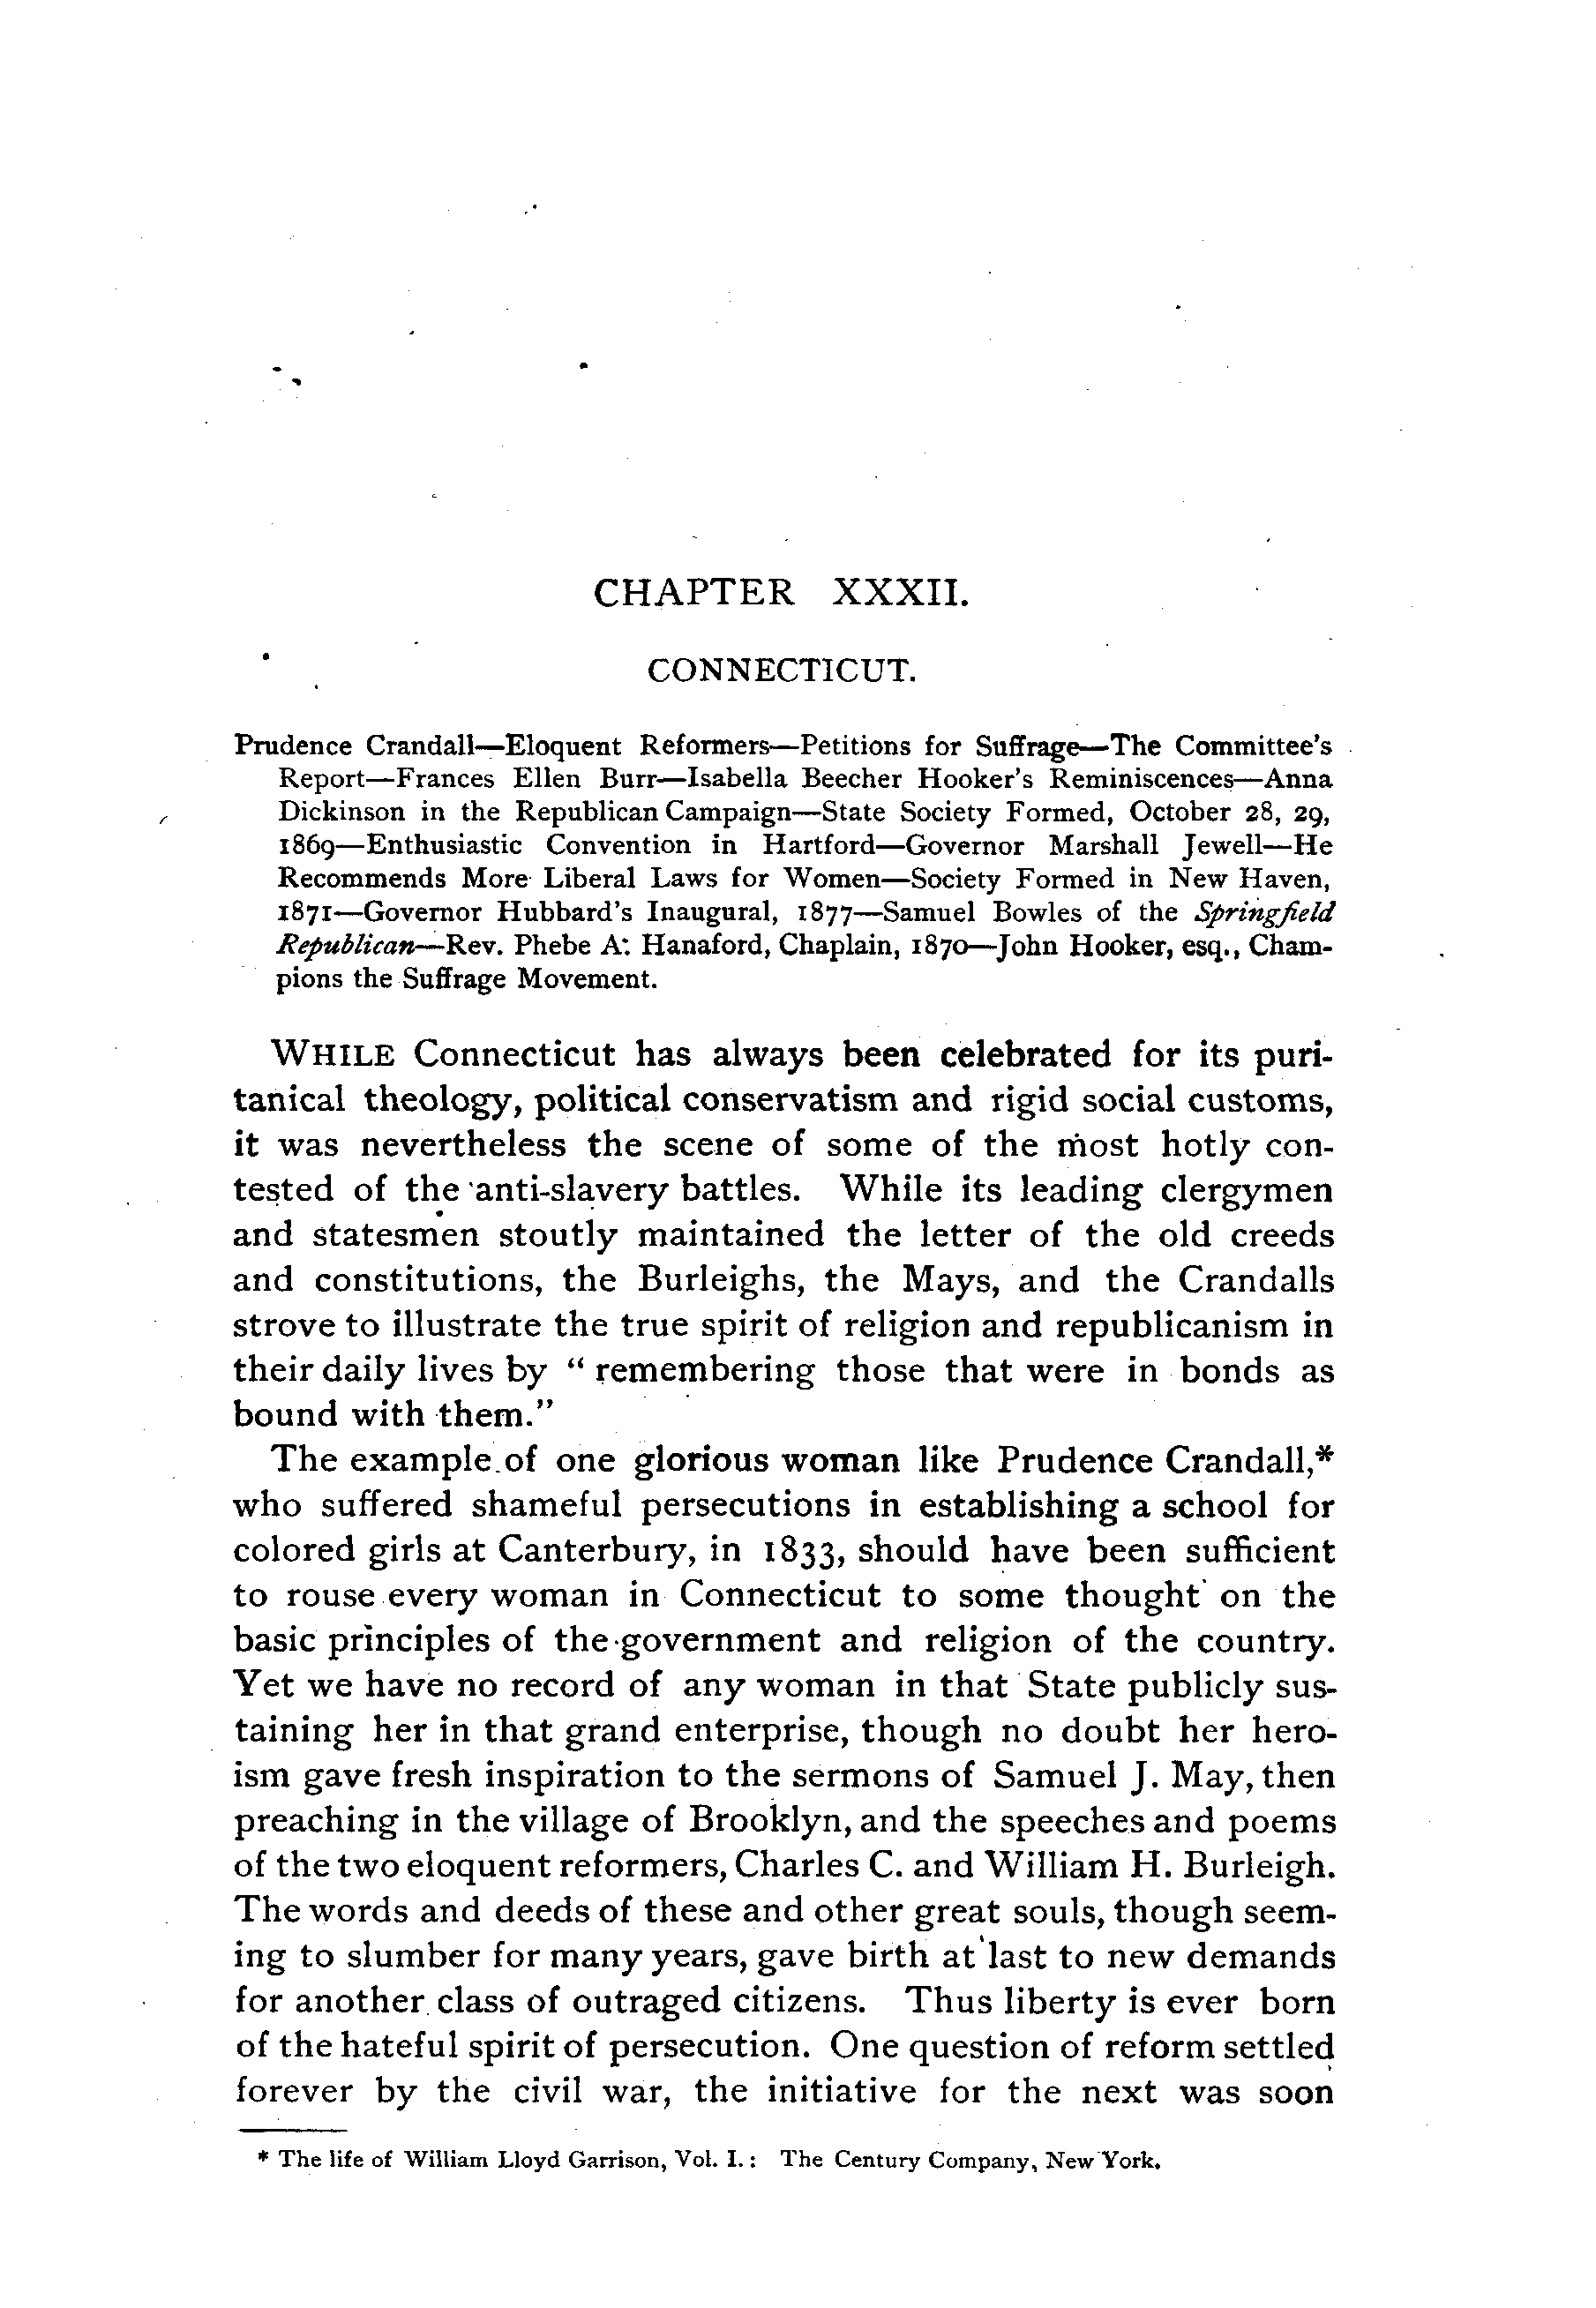 CHAPTER XXXII.
CONNECTICUT.
Prudence Crandall—Eloquent Reformers—Petitions for Suffrage—The Committee's
Report—Frances Ellen Burr—Isabella Beecher Hooker's Reminiscences—Anna
Dickinson in the Republican Campaign—State Society Formed, October 28, 29,
1869—Enthusiastic Convention in Hartford—Governor Marshall Jewell—He
Recommends More Liberal Laws for Women—Society Formed in New Haven,
1871—Governor Hubbard's Inaugural, 1877—Samuel Bowles of the Springfield
Republican—Rev. Phebe A. Hanaford, Chaplain, 1870—John Hooker, esq., Cham-
pions the Suffrage Movement.
WHILE Connecticut has always been celebrated for its puri-
tanical theology, political conservatism and rigid social customs,
it was nevertheless the scene of some of the most hotly con-
tested of the anti-slavery battles. While its leading clergymen
and statesmen stoutly maintained the letter of the old creeds
and constitutions, the Burleighs, the Mays, and the Crandalls
strove to illustrate the true spirit of religion and republicanism in
their daily lives by " remembering those that were in bonds as
bound with them."
The example of one glorious woman like Prudence Crandall,*
who suffered shameful persecutions in establishing a school for
colored girls at Canterbury, in 1833, should have been sufficient
to rouse every woman in Connecticut to some thought on the
basic principles of the government and religion of the country.
Yet we have no record of any woman in that State publicly sus-
taining her in that grand enterprise, though no doubt her hero-
ism gave fresh inspiration to the sermons of Samuel J. May, then
preaching in the village of Brooklyn, and the speeches and poems
of the two eloquent reformers, Charles C. and William H. Burleigh.
The words and deeds of these and other great souls, though seem-
ing to slumber for many years, gave birth at last to new demands
for another class of outraged citizens. Thus liberty is ever born
of the hateful spirit of persecution. One question of reform settled
forever by the civil war, the initiative for the next was soon
* The life of William Lloyd Garrison, Vol. I.: The Century Company, New York.